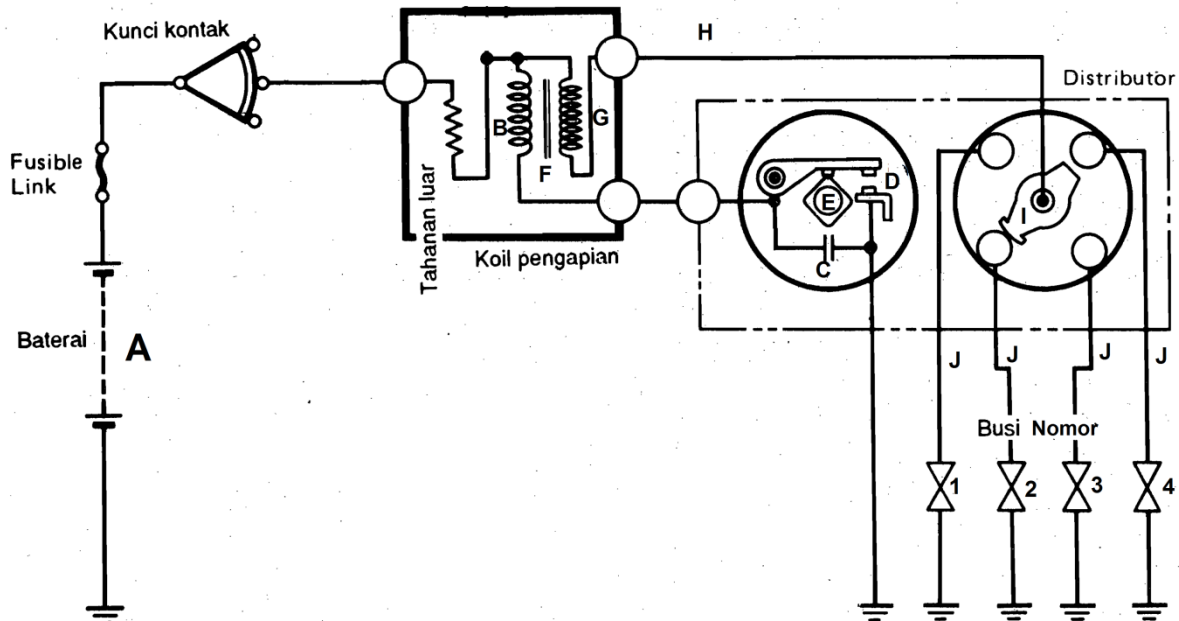 Kunci kontak
H
Distributor
B
G
F
Fusible
Link
D
E
I
C
Tahanan luar
Koil pengapian
Baterai
A
J
J
J
J
Busi Nomor
1
2
3
4